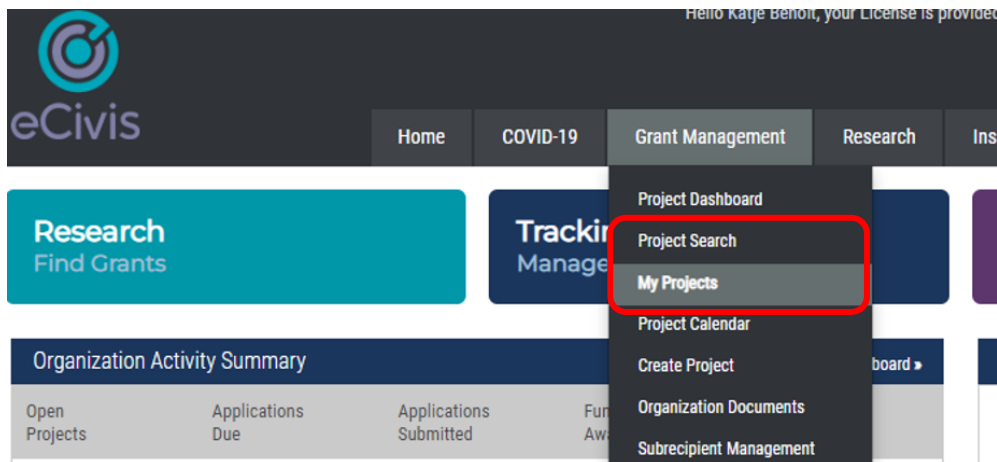 Hello Katje Benoit, your License is provided
eCivis
Home COVID-19 Grant Management Research Ins
Research
Find Grants
Trackin
Manage
Project Dashboard
Project Search
My Projects
Project Calendar
Create Project
Organization Documents
Subrecipient Management
Organization Activity Summary
board »
Open
Projects
Applications
Due
Applications
Submitted
Fun
Awa